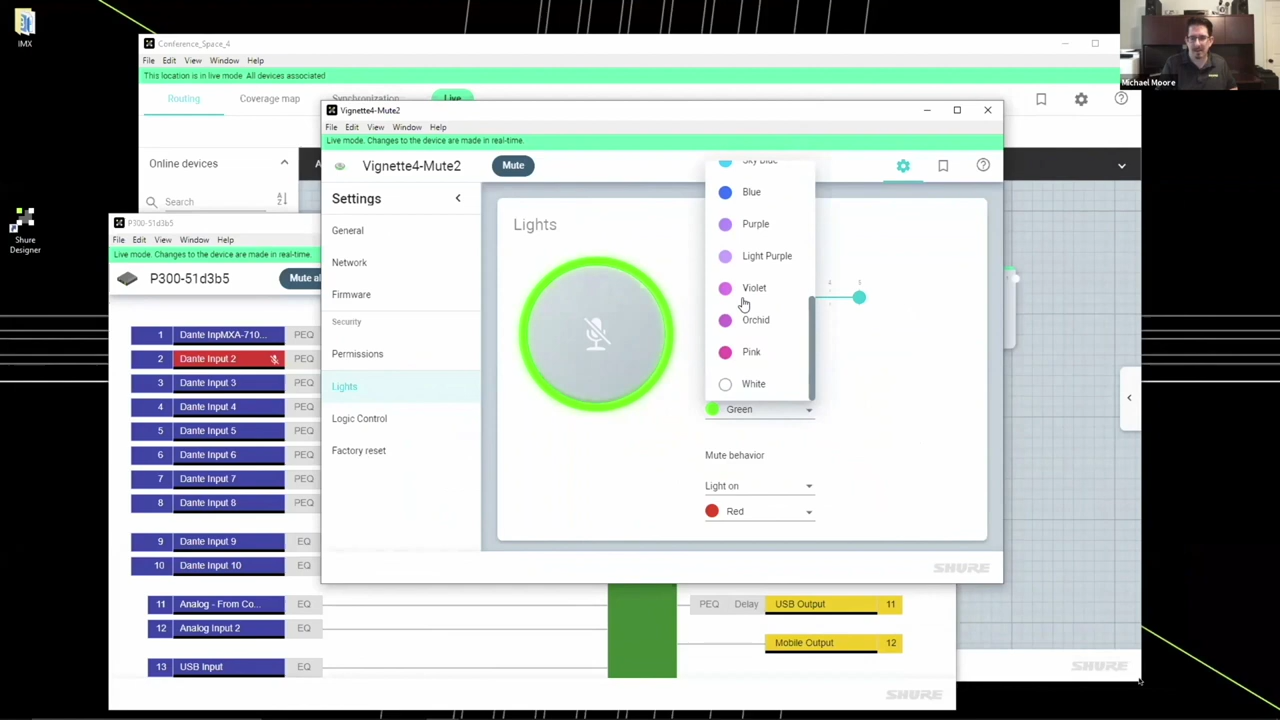 IMX
Michael Moore
Conference_Space_4
File Edit View Window Help
This location is in live mode. All devices associated
Routing Coverage map Synchronization Live
Online devices
Search
Shure
Designer
Vignette4-Mute2
File Edit View Window Help
Live mode. Changes to the device are made in real-time.
Vignette4-Mute2 Mute
Settings
General
Network
Firmware
Security
Permissions
Lights
Logic Control
Factory reset
Lights
Sky Blue
Blue
Purple
Light Purple
Violet
Orchid
Pink
White
4 5
Green
Mute behavior
Light on
Red
SHURE
P300-51d3b5
File Edit View Window Help
Live mode. Changes to the device are made in real-time.
P300-51d3b5 Mute al
1 Dante InpMXA-710... PEQ
2 Dante Input 2 PEQ
3 Dante Input 3 PEQ
4 Dante Input 4 PEQ
5 Dante Input 5 PEQ
6 Dante Input 6 PEQ
7 Dante Input 7 PEQ
8 Dante Input 8 PEQ
9 Dante Input 9 EQ
10 Dante Input 10 EQ
11 Analog - From Co... EQ
12 Analog Input 2 EQ
13 USB Input EQ
PEQ Delay USB Output 11
Mobile Output 12
SHURE
SHURE